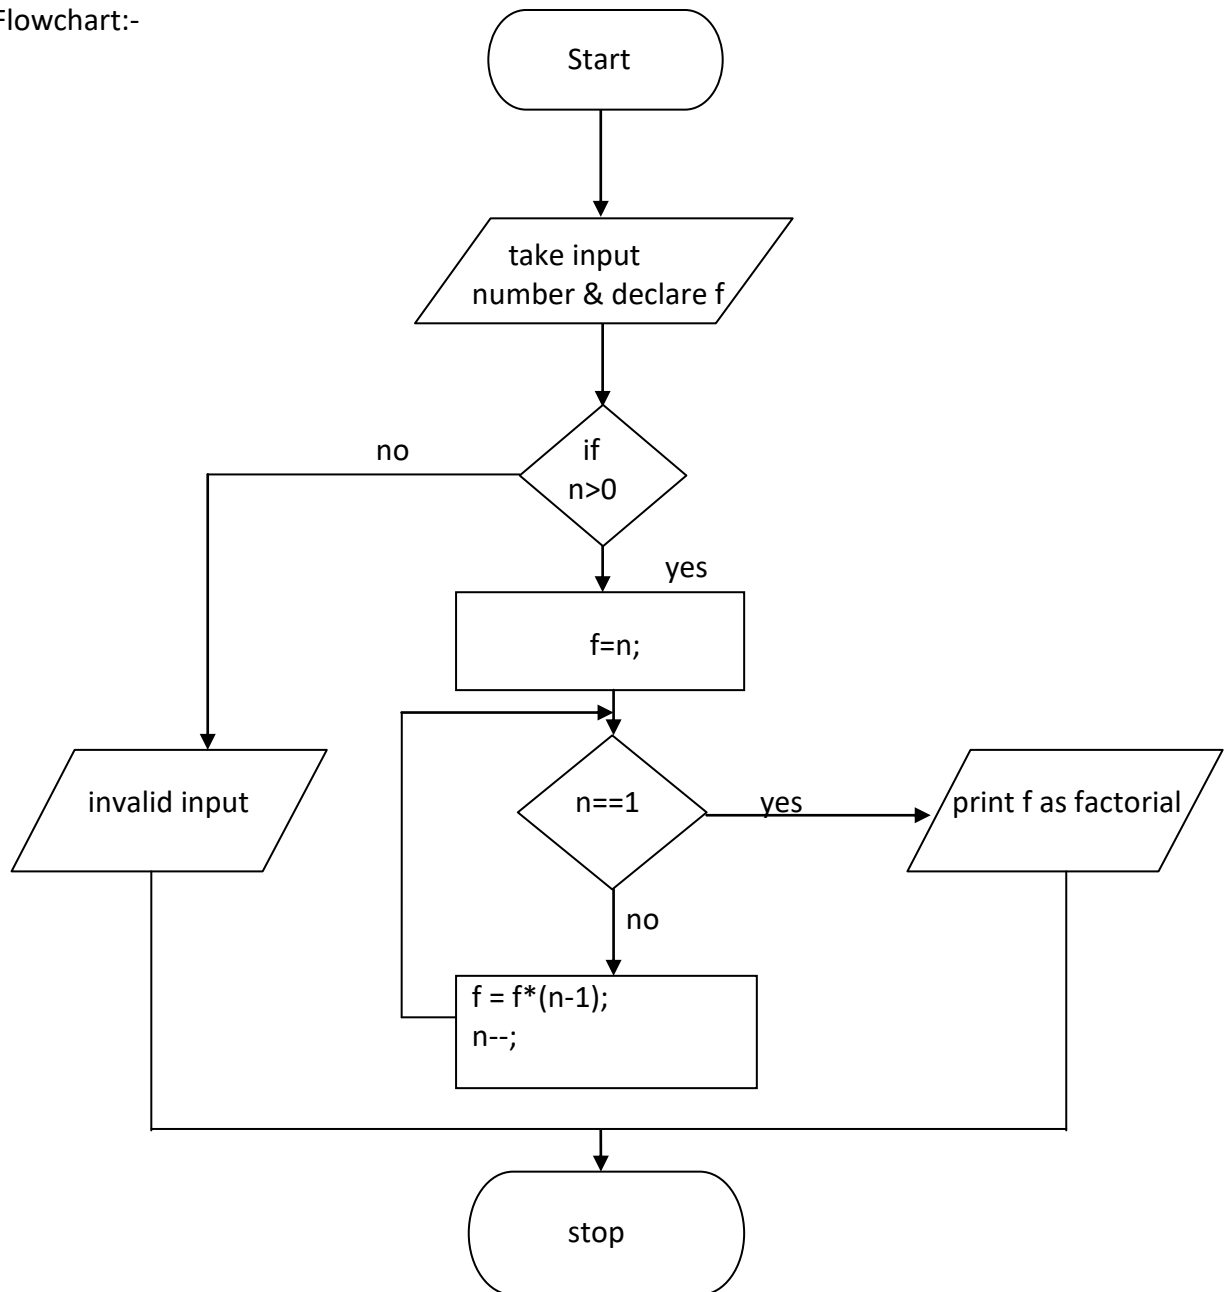 Flowchart:-
Start
take input
number & declare f
if
n>0
no
yes
f=n;
n==1
yes
no
invalid input
print f as factorial
f = f*(n-1);
n--;
stop